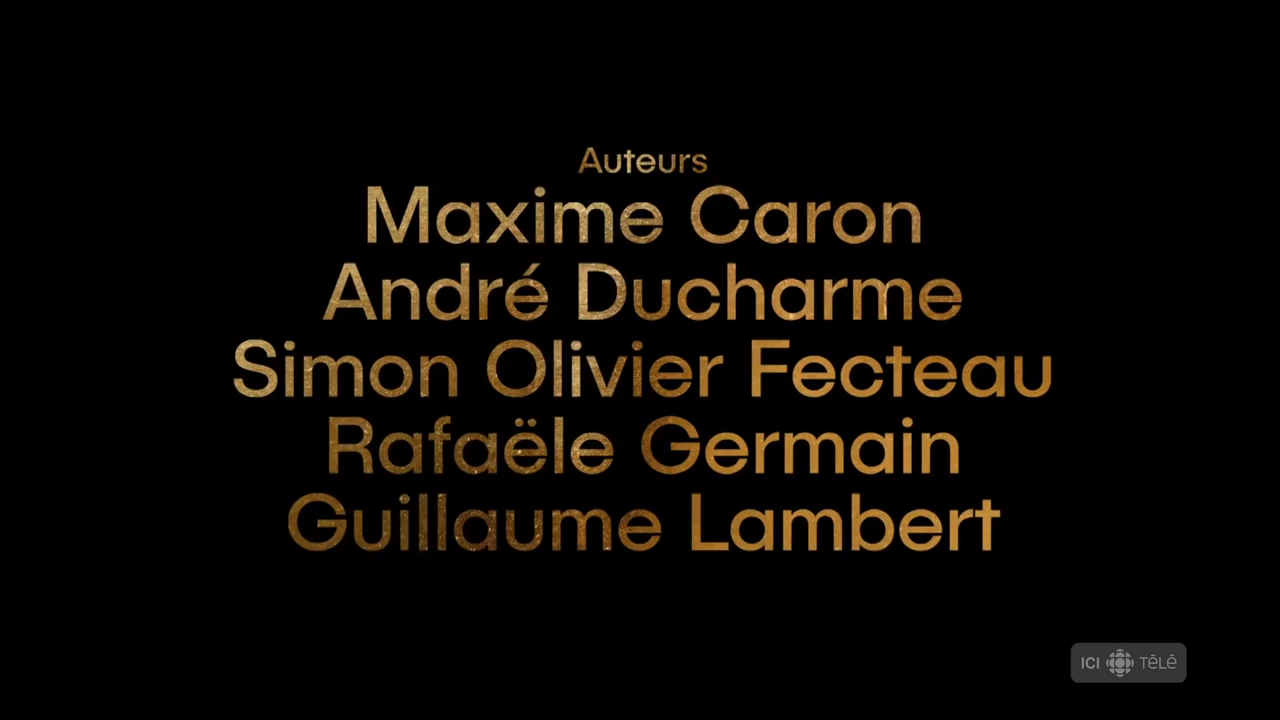 Auteurs
Maxime Caron
André Ducharme
Simon Olivier Fecteau
Rafaële Germain
Guillaume Lambert
ICI TÉLÉ